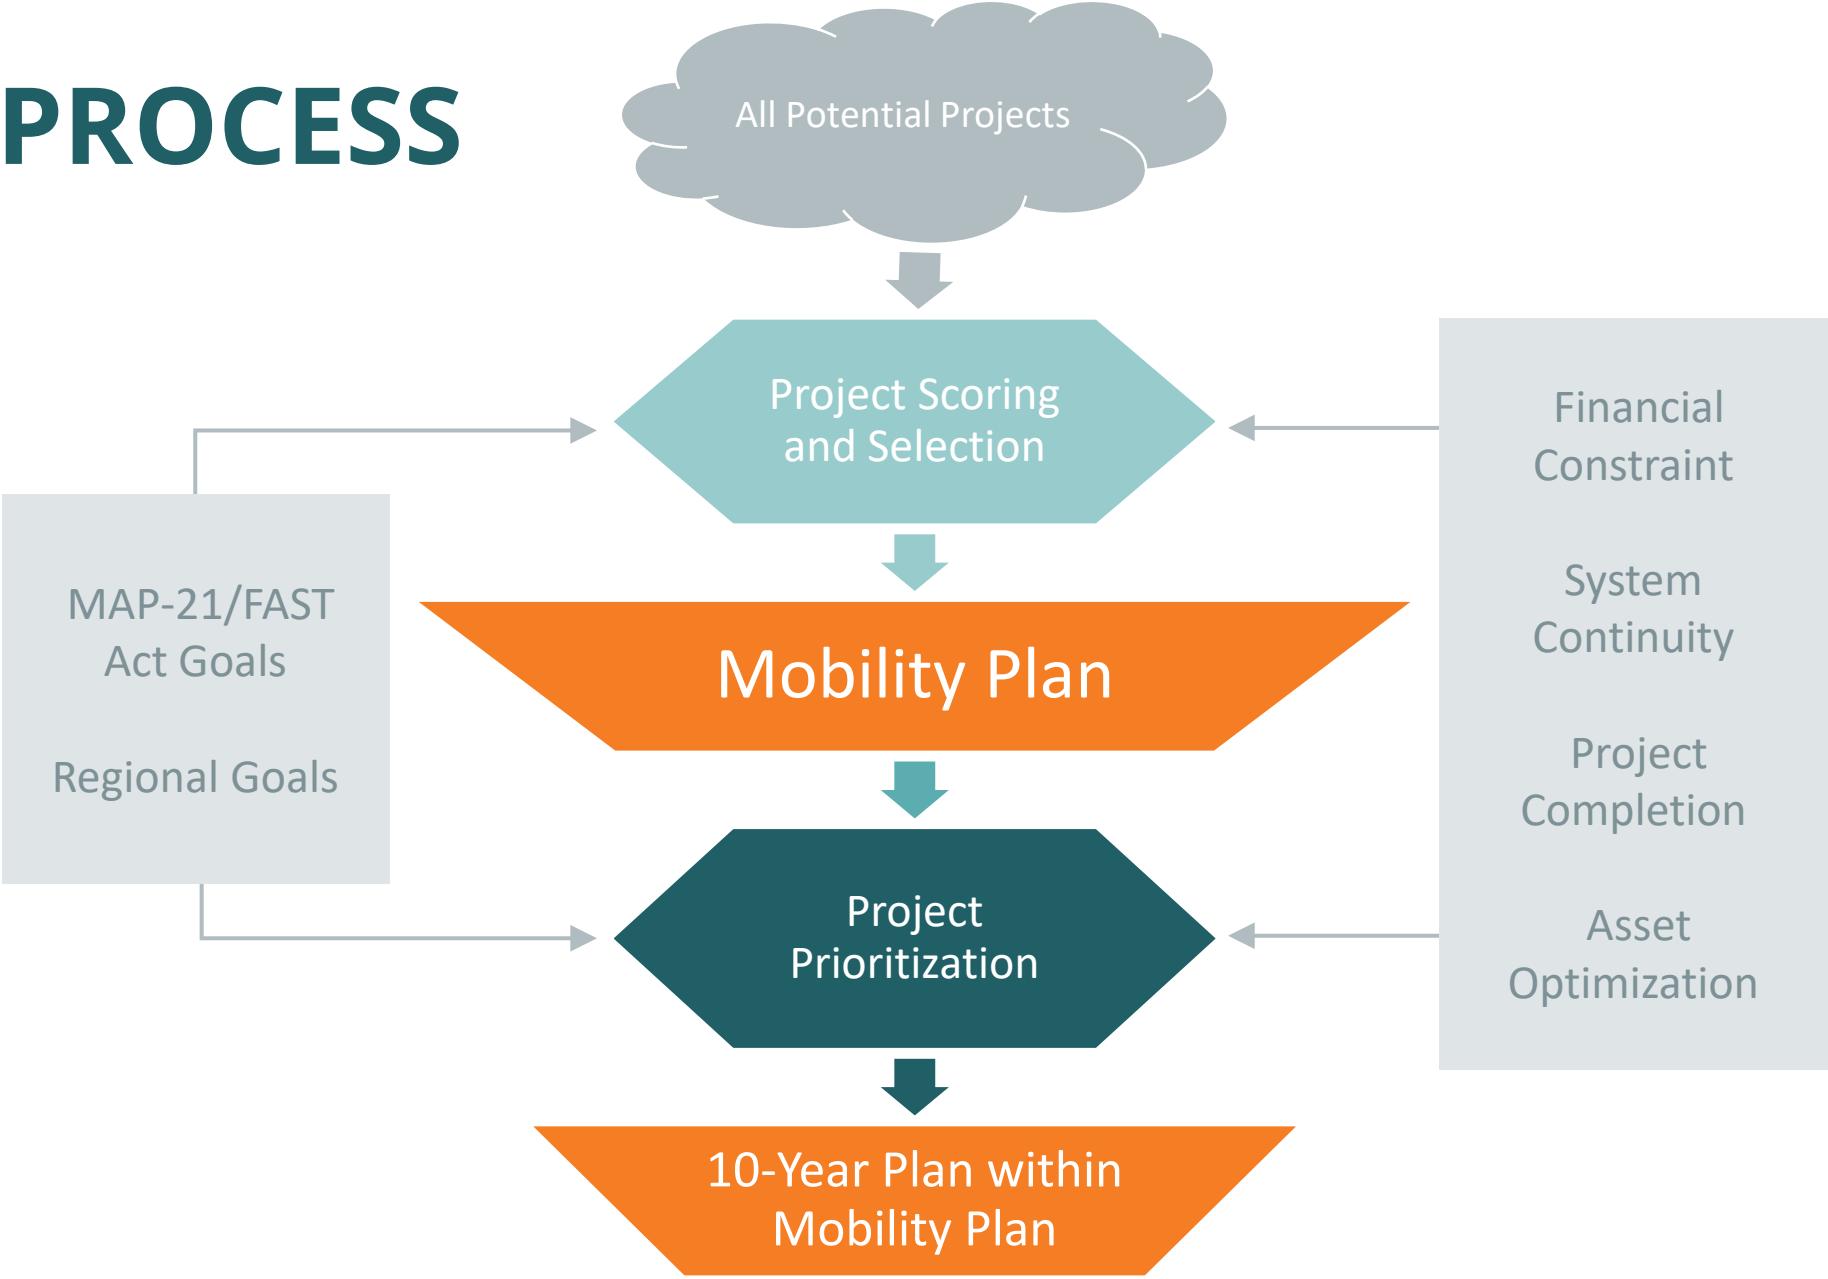 PROCESS
All Potential Projects
Project Scoring
and Selection
MAP-21/FAST
Act Goals
Regional Goals
Mobility Plan
Project
Prioritization
10-Year Plan within
Mobility Plan
Financial
Constraint
System
Continuity
Project
Completion
Asset
Optimization